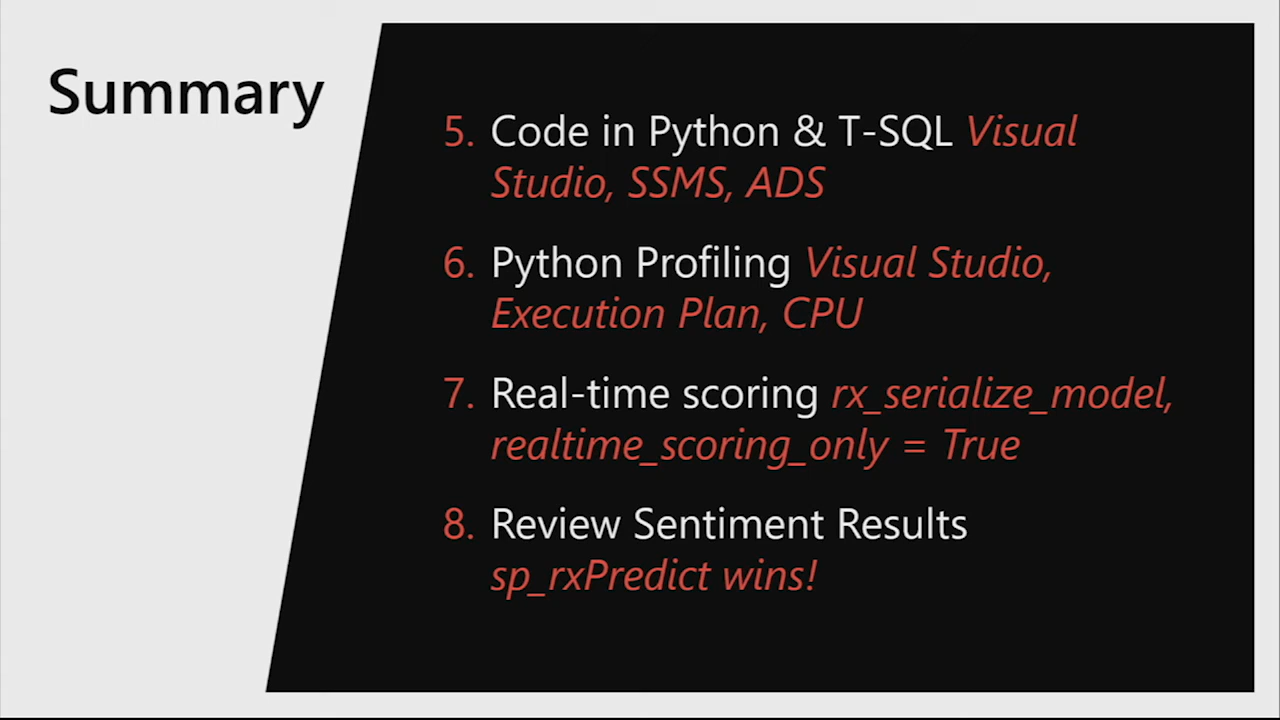 Summary
5. Code in Python & T-SQL Visual
Studio, SSMS, ADS
6. Python Profiling Visual Studio,
Execution Plan, CPU
7. Real-time scoring rx_serialize_model,
realtime_scoring_only = True
8. Review Sentiment Results
sp_rxPredict wins!